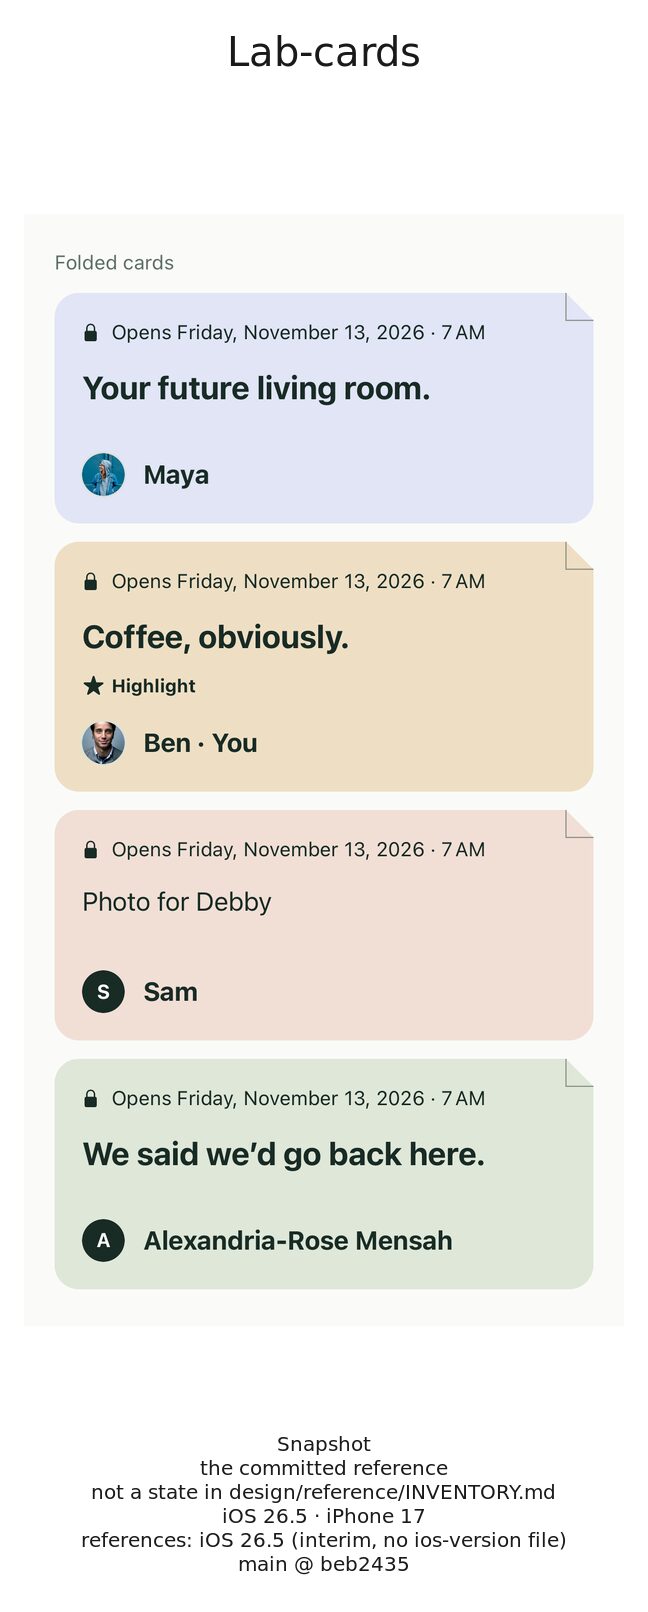 Lab-cards
Folded cards
Opens Friday, November 13, 2026 · 7 AM
Your future living room.
Maya
Opens Friday, November 13, 2026 · 7 AM
Coffee, obviously.
Highlight
Ben · You
Opens Friday, November 13, 2026 · 7 AM
Photo for Debby
S
Sam
Opens Friday, November 13, 2026 · 7 AM
We said we’d go back here.
A
Alexandria-Rose Mensah
Snapshot
the committed reference
not a state in design/reference/INVENTORY.md
iOS 26.5 · iPhone 17
references: iOS 26.5 (interim, no ios-version file)
main @ beb2435